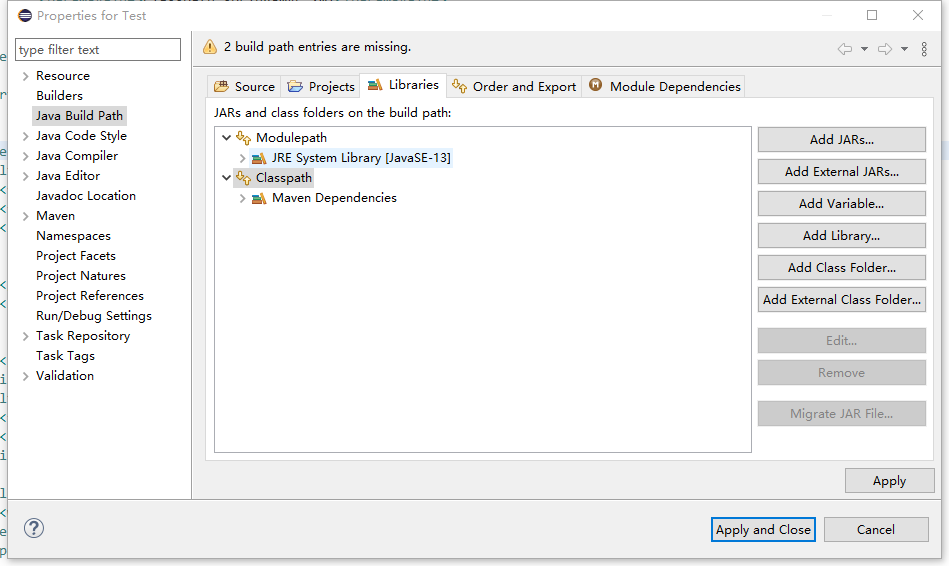 Properties for Test
type filter text
Resource
Builders
Java Build Path
Java Code Style
Java Compiler
Java Editor
Javadoc Location
Maven
Namespaces
Project Facets
Project Natures
Project References
Run/Debug Settings
Task Repository
Task Tags
Validation
2 build path entries are missing.
Source
Projects
Libraries
Order and Export
Module Dependencies
JARs and class folders on the build path:
Modulepath
JRE System Library [JavaSE-13]
Classpath
Maven Dependencies
Add JARs...
Add External JARs...
Add Variable...
Add Library...
Add Class Folder...
Add External Class Folder...
Edit...
Remove
Migrate JAR File...
Apply
Apply and Close
Cancel